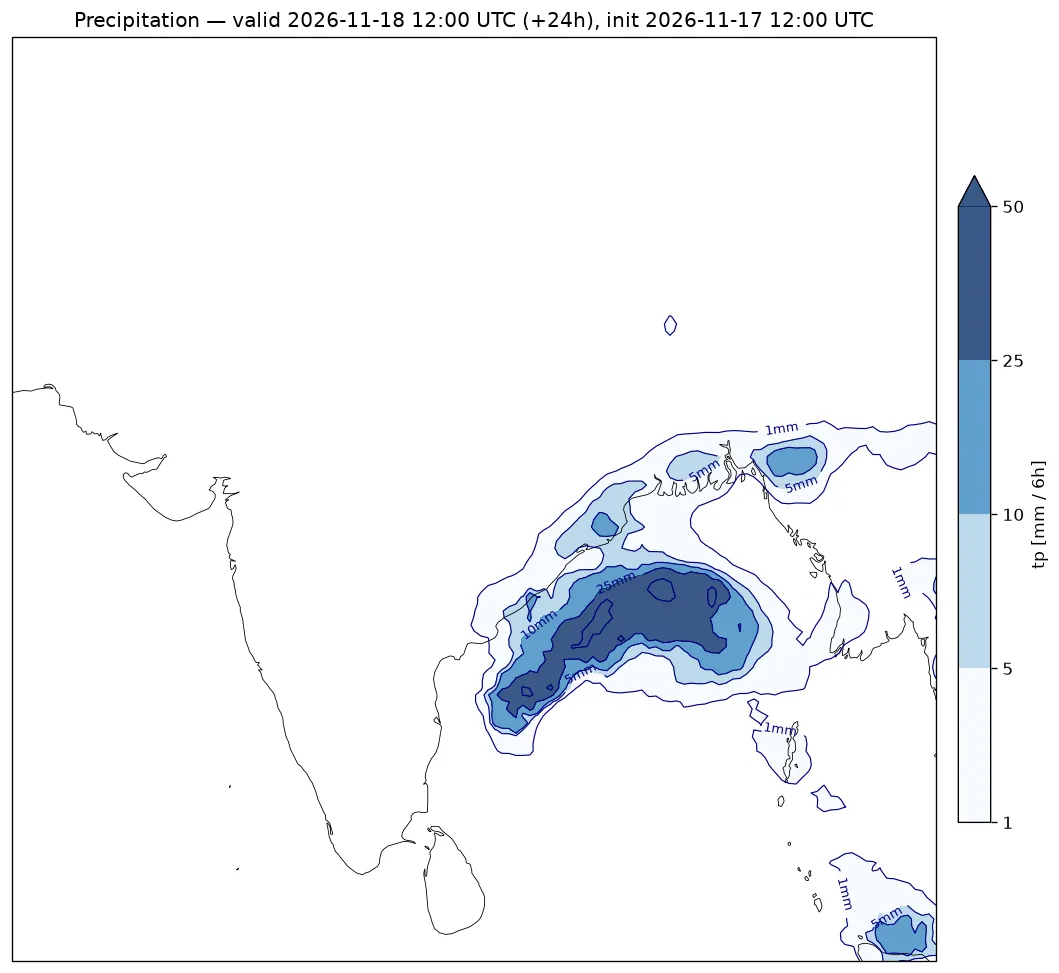 Precipitation — valid 2026-11-18 12:00 UTC (+24h), init 2026-11-17 12:00 UTC
50
25
10
5
1
tp [mm / 6h]
1mm
5mm
5mm
25mm
1mm
10mm
5mm
1mm
1mm
5mm